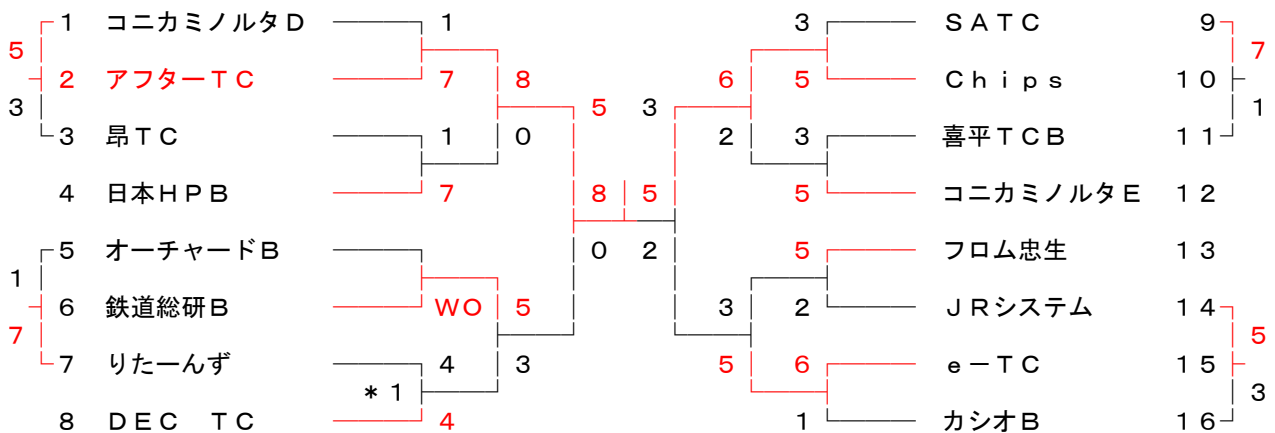 1 コニカミノルタD 1 3 SATC 9
5 7
2 アフターTC 7 8 6 5 Chips 10
3 5 3 1
3 昂TC 1 0 2 3 喜平TCB 11
4 日本HPB 7 8 5 5 コニカミノルタE 12
5 オーチャードB 0 2 5 フロム忠生 13
1
6 鉄道総研B WO 5 3 2 JRシステム 14
7 5
7 りたーんず 4 3 5 6 e-TC 15
*1 3
8 DEC TC 4 1 カシオB 16